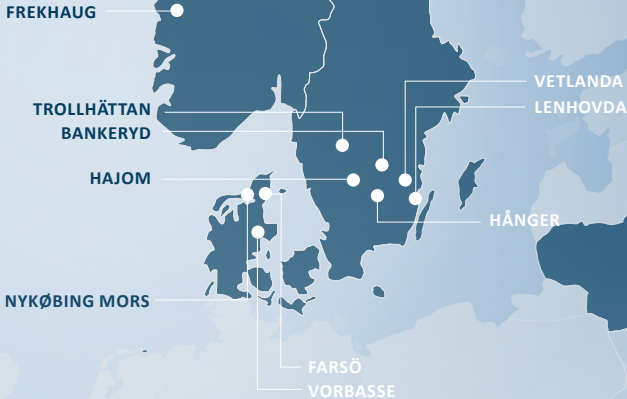 FREKHAUG
VETLANDA
TROLLHÄTTAN
LENHOVDA
BANKERYD
HAJOM
HÅNGER
NYKØBING MORS
FARSÖ
VORBASSE